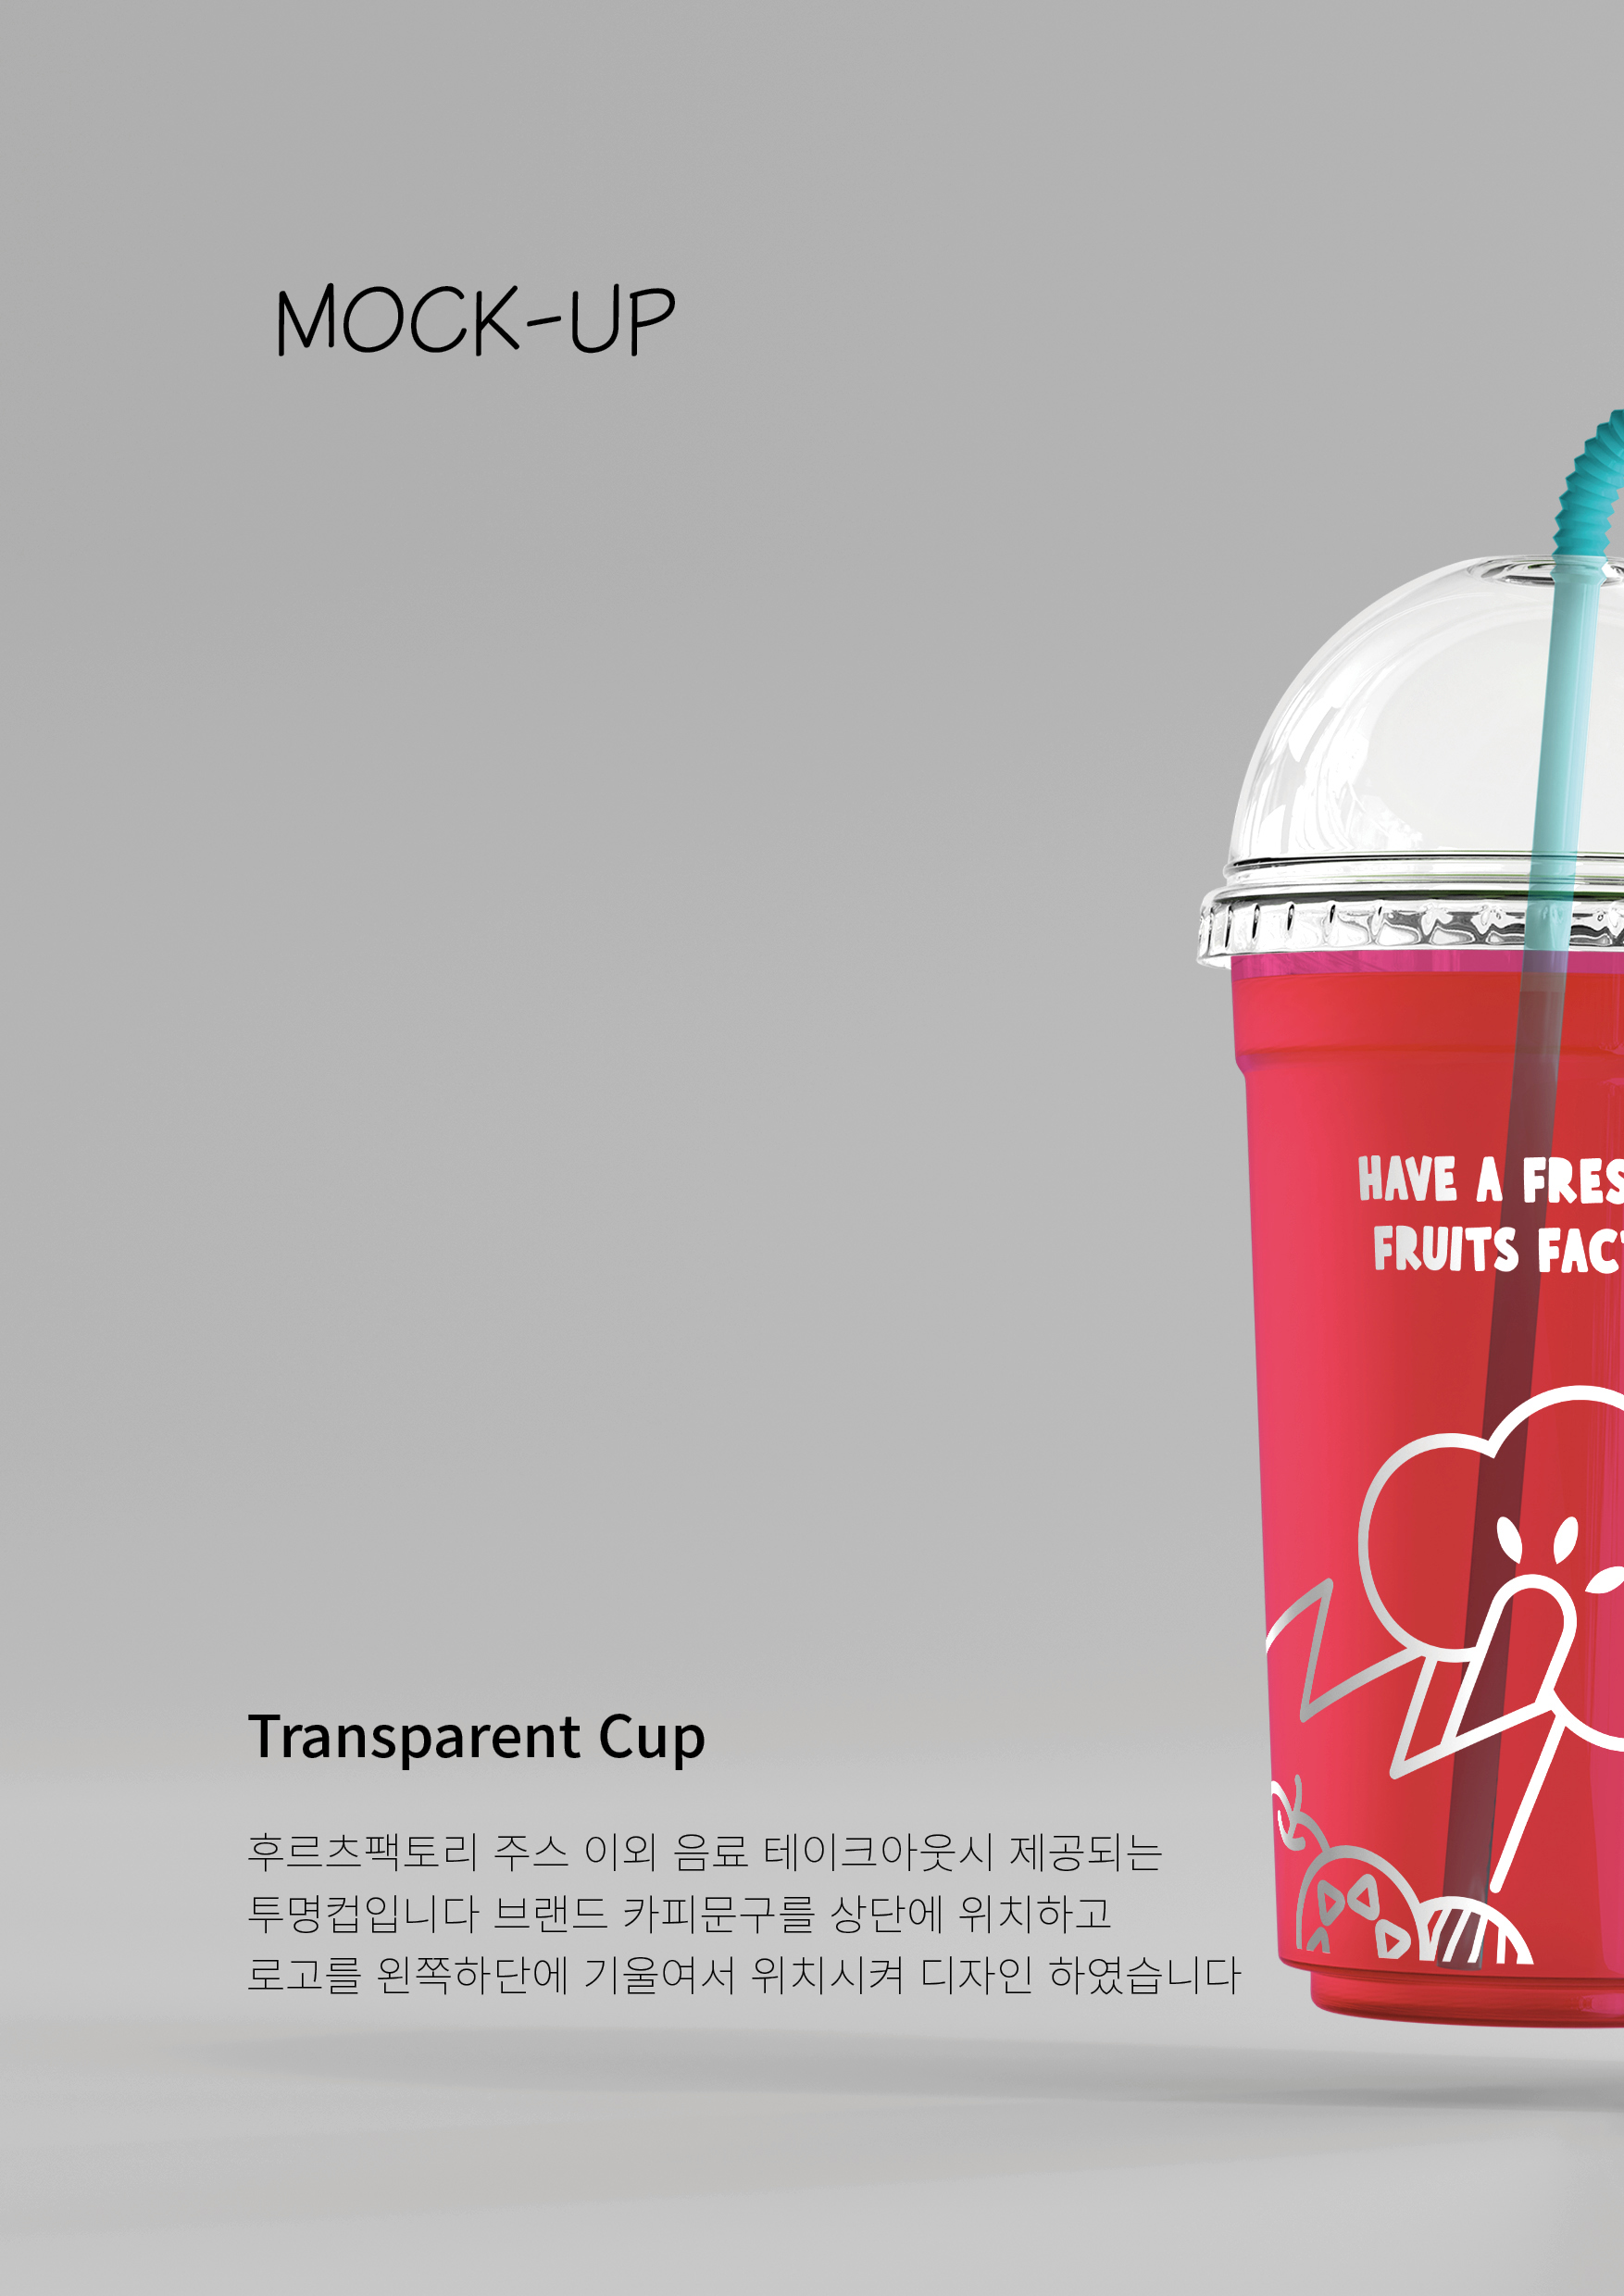 MOCK-UP
HAVE A FRES
FRUITS FAC
Transparent Cup
후르츠팩토리 주스 이외 음료 테이크아웃시 제공되는
투명컵입니다 브랜드 카피문구를 상단에 위치하고
로고를 왼쪽하단에 기울여서 위치시켜 디자인 하였습니다